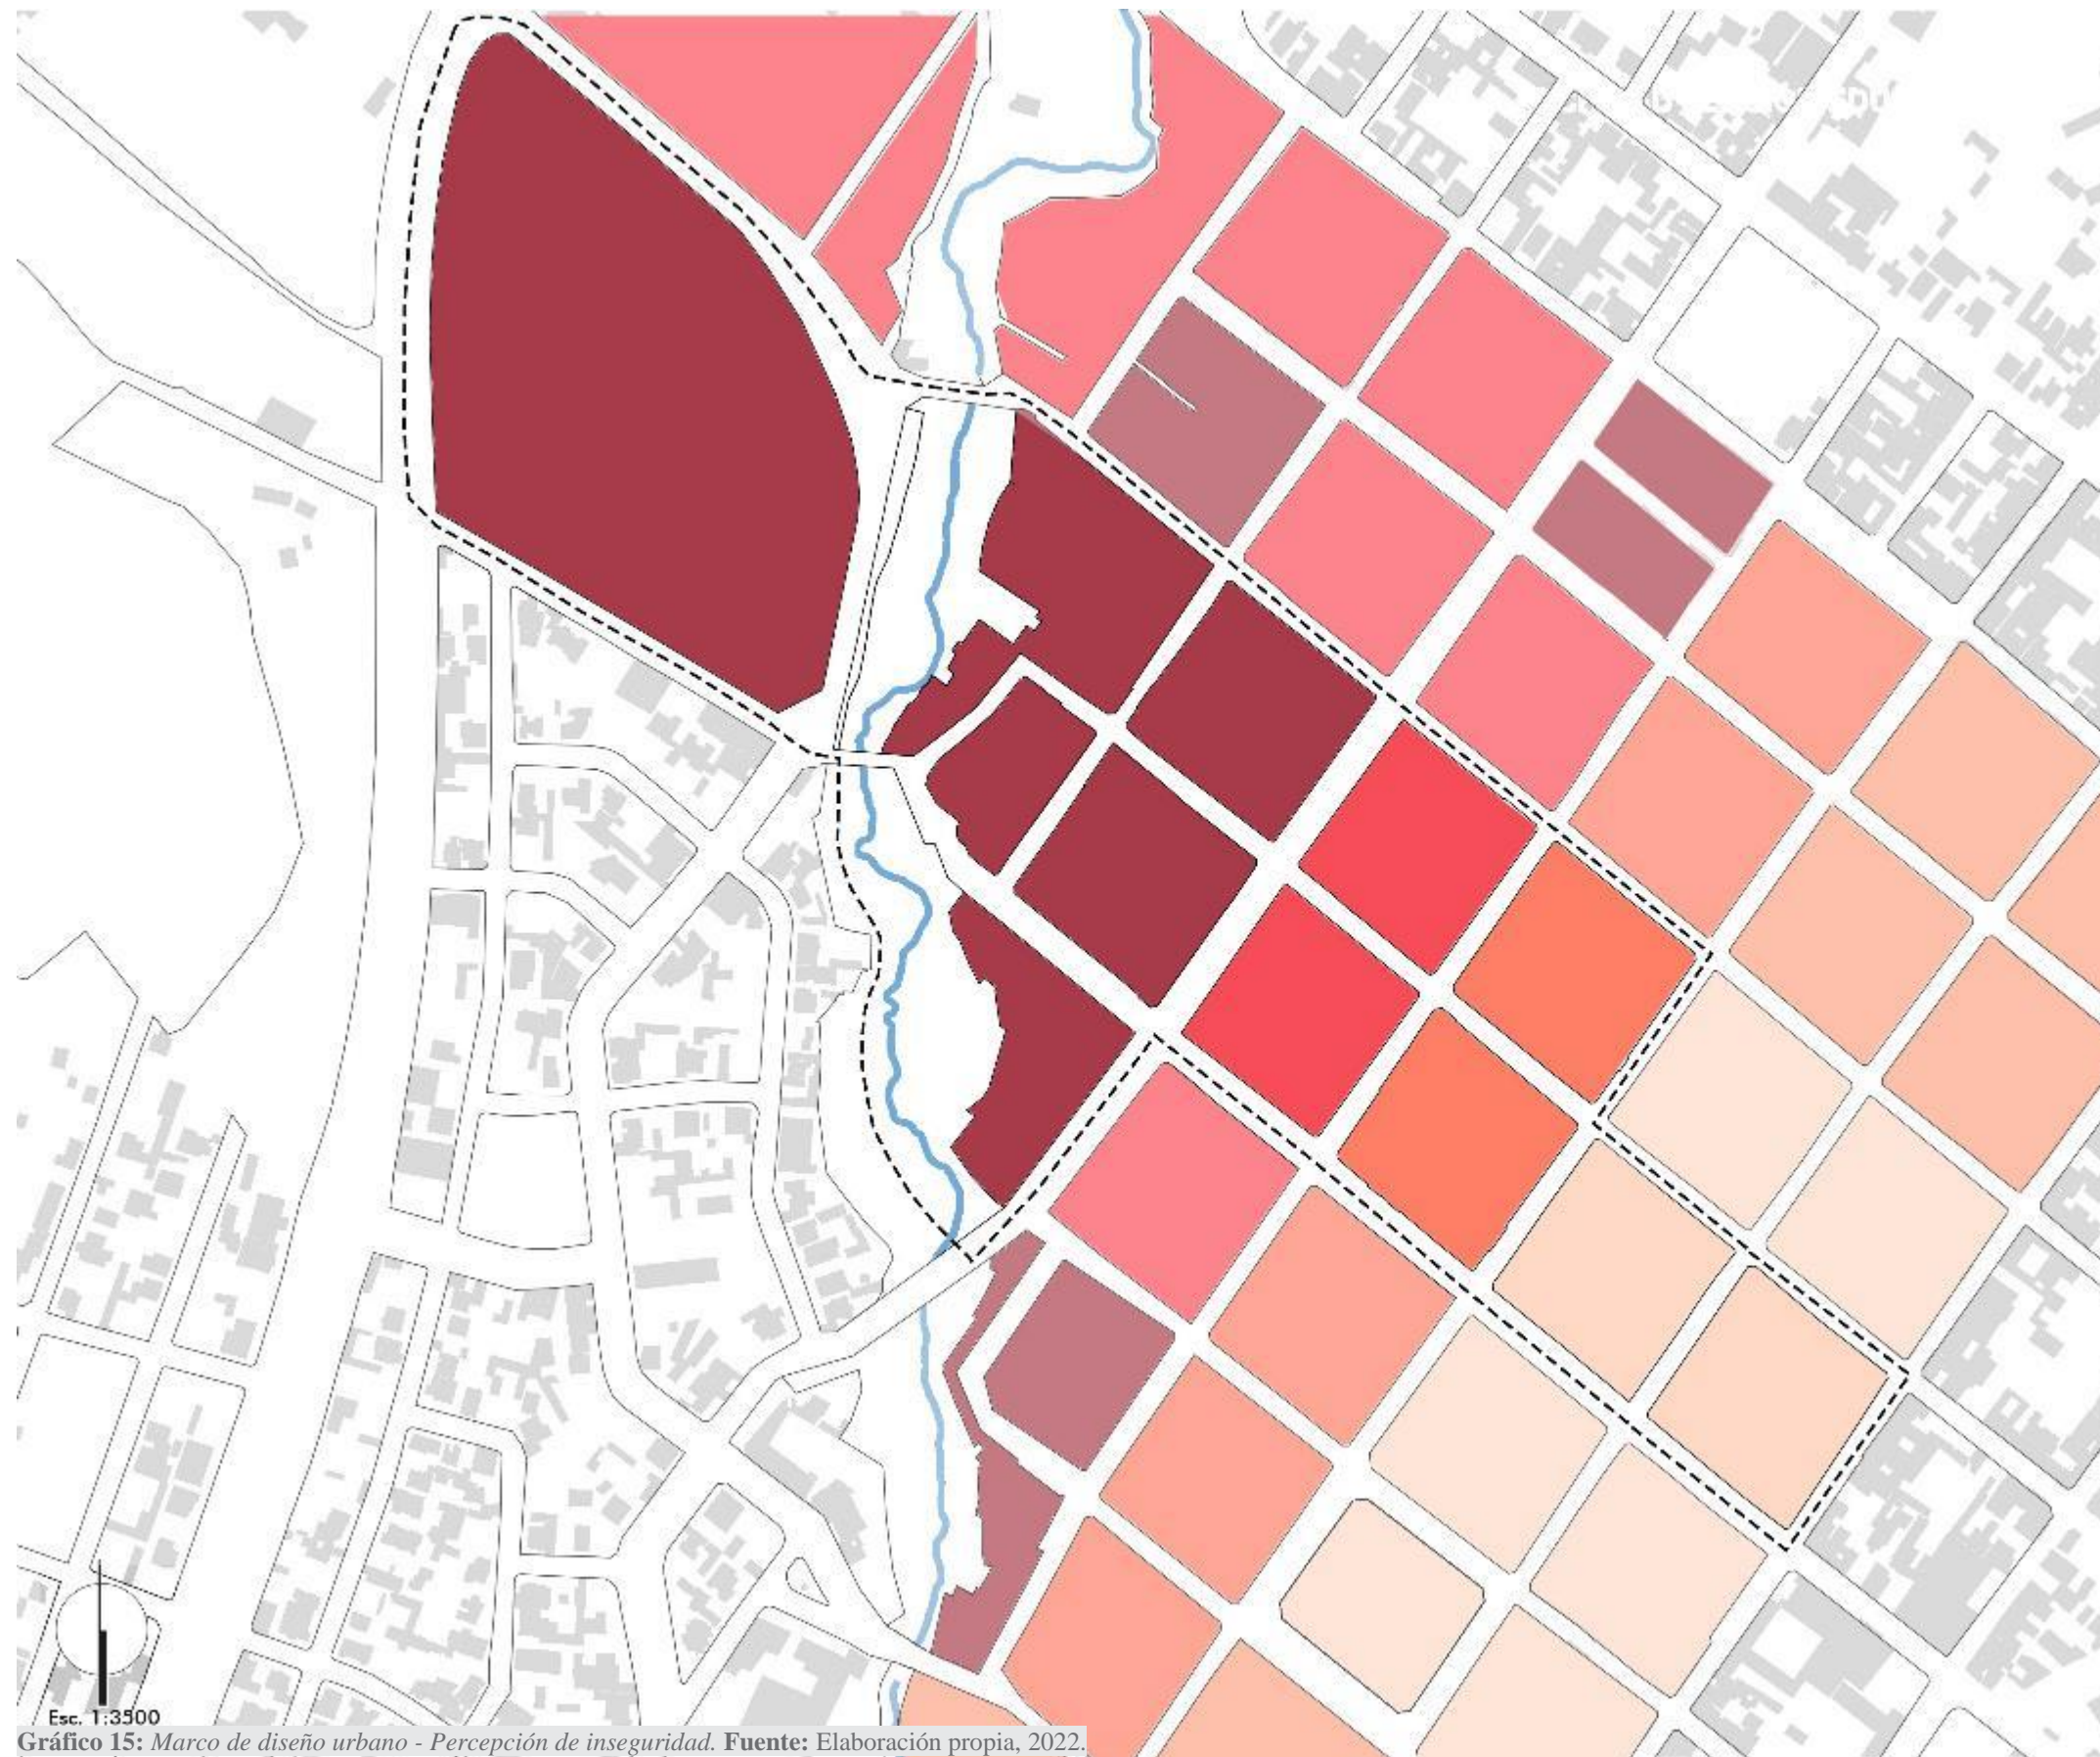 Esc. 1:3500
Gráfico 15: Marco de diseño urbano - Percepción de inseguridad. Fuente: Elaboración propia, 2022.